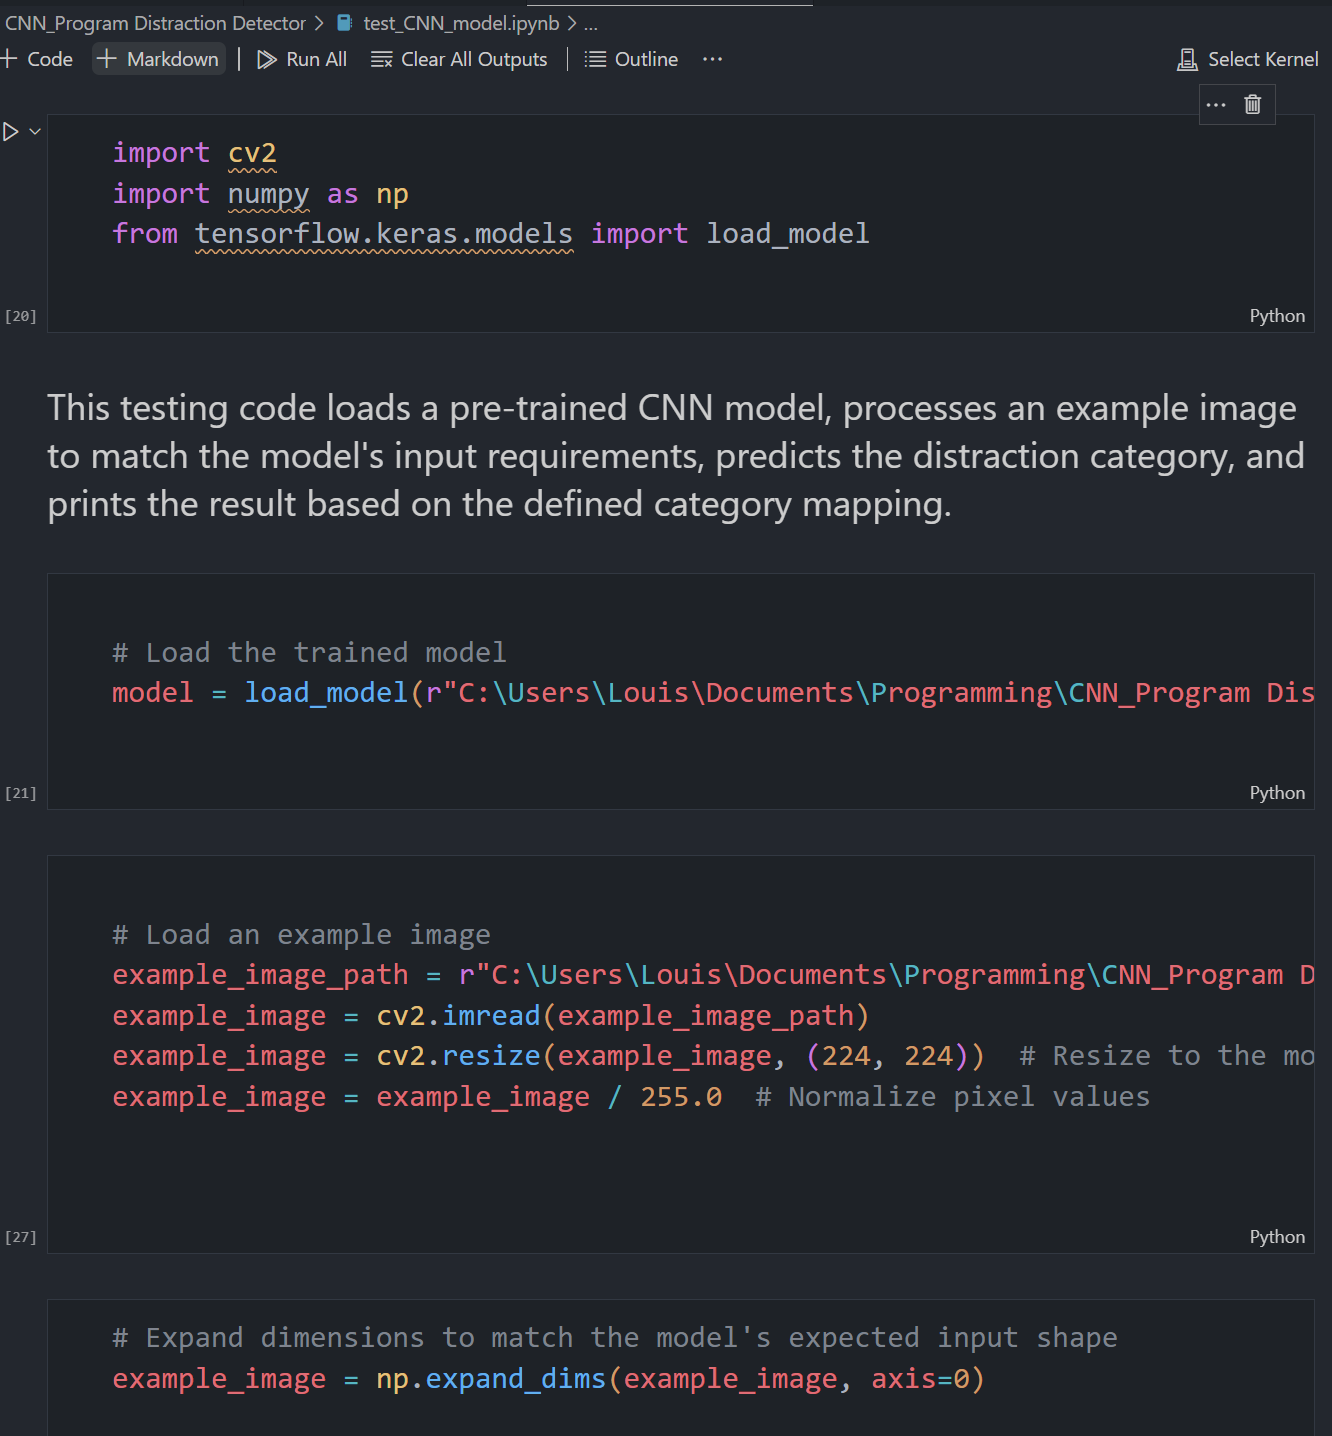 CNN_Program Distraction Detector > test_CNN_model.ipynb > ...
+ Code + Markdown | Run All Clear All Outputs | Outline ... Select Kernel
...
import cv2
import numpy as np
from tensorflow.keras.models import load_model
[20] Python
This testing code loads a pre-trained CNN model, processes an example image
to match the model's input requirements, predicts the distraction category, and
prints the result based on the defined category mapping.
# Load the trained model
model = load_model(r"C:\Users\Louis\Documents\Programming\CNN_Program Dis
[21] Python
# Load an example image
example_image_path = r"C:\Users\Louis\Documents\Programming\CNN_Program D
example_image = cv2.imread(example_image_path)
example_image = cv2.resize(example_image, (224, 224))  # Resize to the mo
example_image = example_image / 255.0  # Normalize pixel values
[27] Python
# Expand dimensions to match the model's expected input shape
example_image = np.expand_dims(example_image, axis=0)